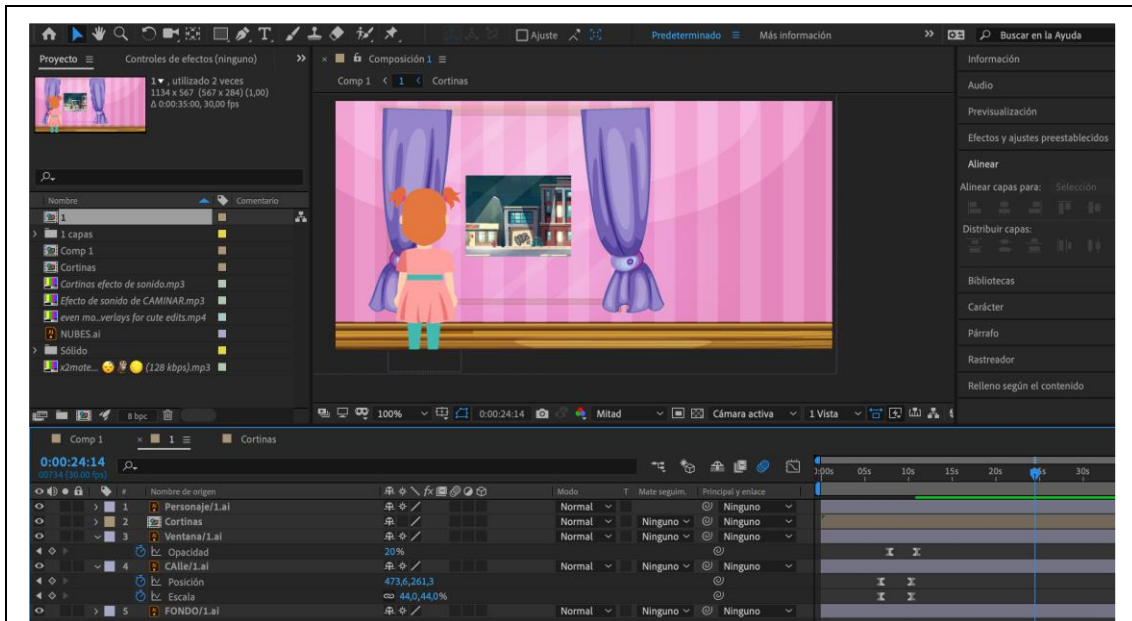 Ajuste
Predeterminado
Más información
Buscar en la Ayuda
Proyecto
Controles de efectos (ninguno)
Composición 1
Comp 1
1
Cortinas
1▼, utilizado 2 veces
1134 x 567 (567 x 284) (1,00)
Δ 0:00:35:00, 30,00 fps
Nombre
Comentario
1
1 capas
Comp 1
Cortinas
Cortinas efecto de sonido.mp3
Efecto de sonido de CAMINAR.mp3
even mo...verlays for cute edits.mp4
NUBES.ai
Sólido
x2mate... 😴 (128 kbps).mp3
8 bpc
100%
0:00:24:14
Mitad
Cámara activa
1 Vista
Información
Audio
Previsualización
Efectos y ajustes preestablecidos
Alinear
Alinear capas para: Selección
Distribuir capas:
Bibliotecas
Carácter
Párrafo
Rastreador
Relleno según el contenido
Comp 1
1
Cortinas
0:00:24:14
00734 (30.00 fps)
):00s 05s 10s 15s 20s 30s
# Nombre de origen Modo T Mate seguim. Principal y enlace
1 Personaje/1.ai Normal Ninguno
2 Cortinas Normal Ninguno Ninguno
3 Ventana/1.ai Normal Ninguno Ninguno
Opacidad 20%
4 CAlle/1.ai Normal Ninguno Ninguno
Posición 473,6,261,3
Escala 44,0,44,0%
5 FONDO/1.ai Normal Ninguno Ninguno